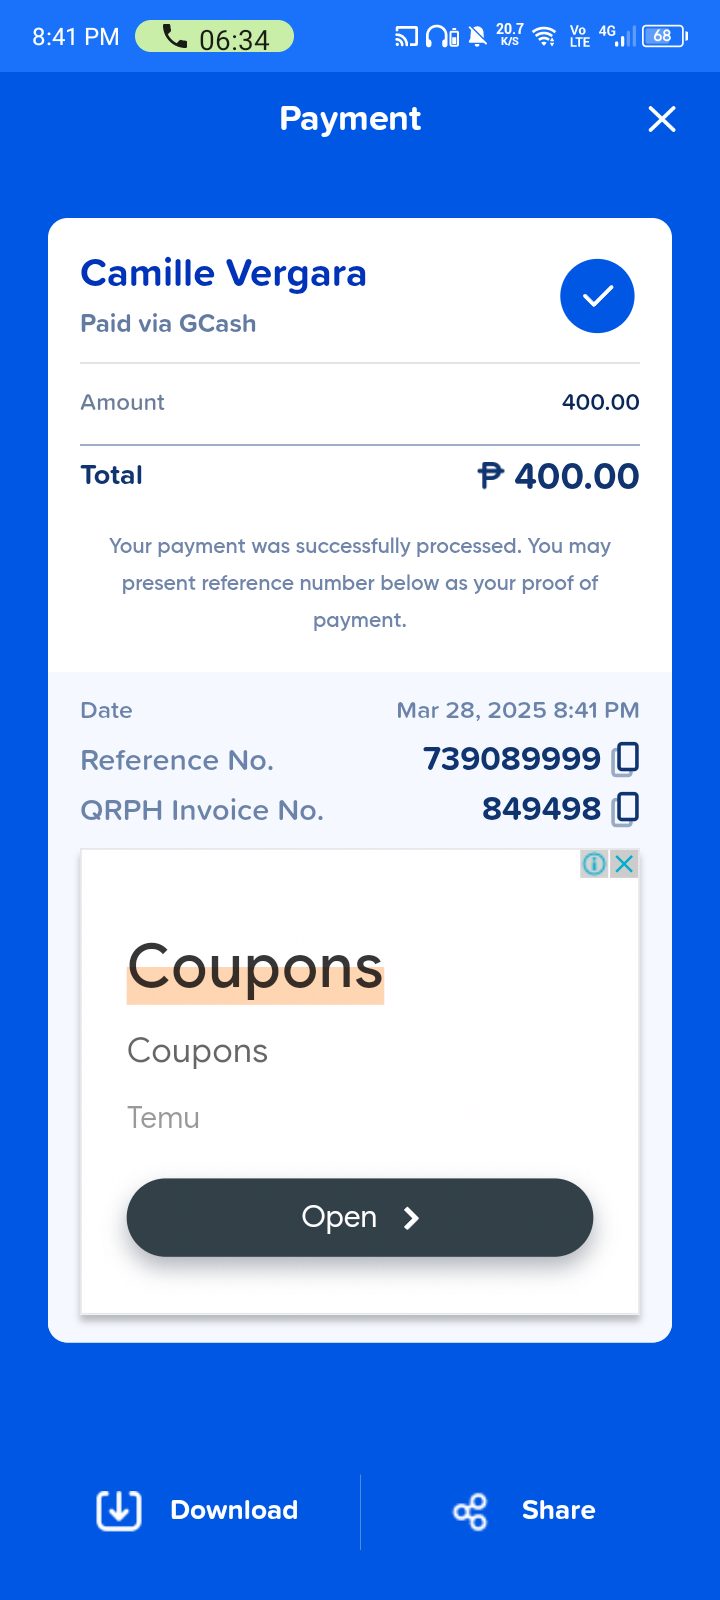 8:41 PM 06:34 20.7 K/S Vo LTE 4G 68
Payment
Camille Vergara
Paid via GCash
Amount 400.00
Total ₱ 400.00
Your payment was successfully processed. You may
present reference number below as your proof of
payment.
Date Mar 28, 2025 8:41 PM
Reference No. 739089999
QRPH Invoice No. 849498
Coupons
Coupons
Temu
Open
Download Share